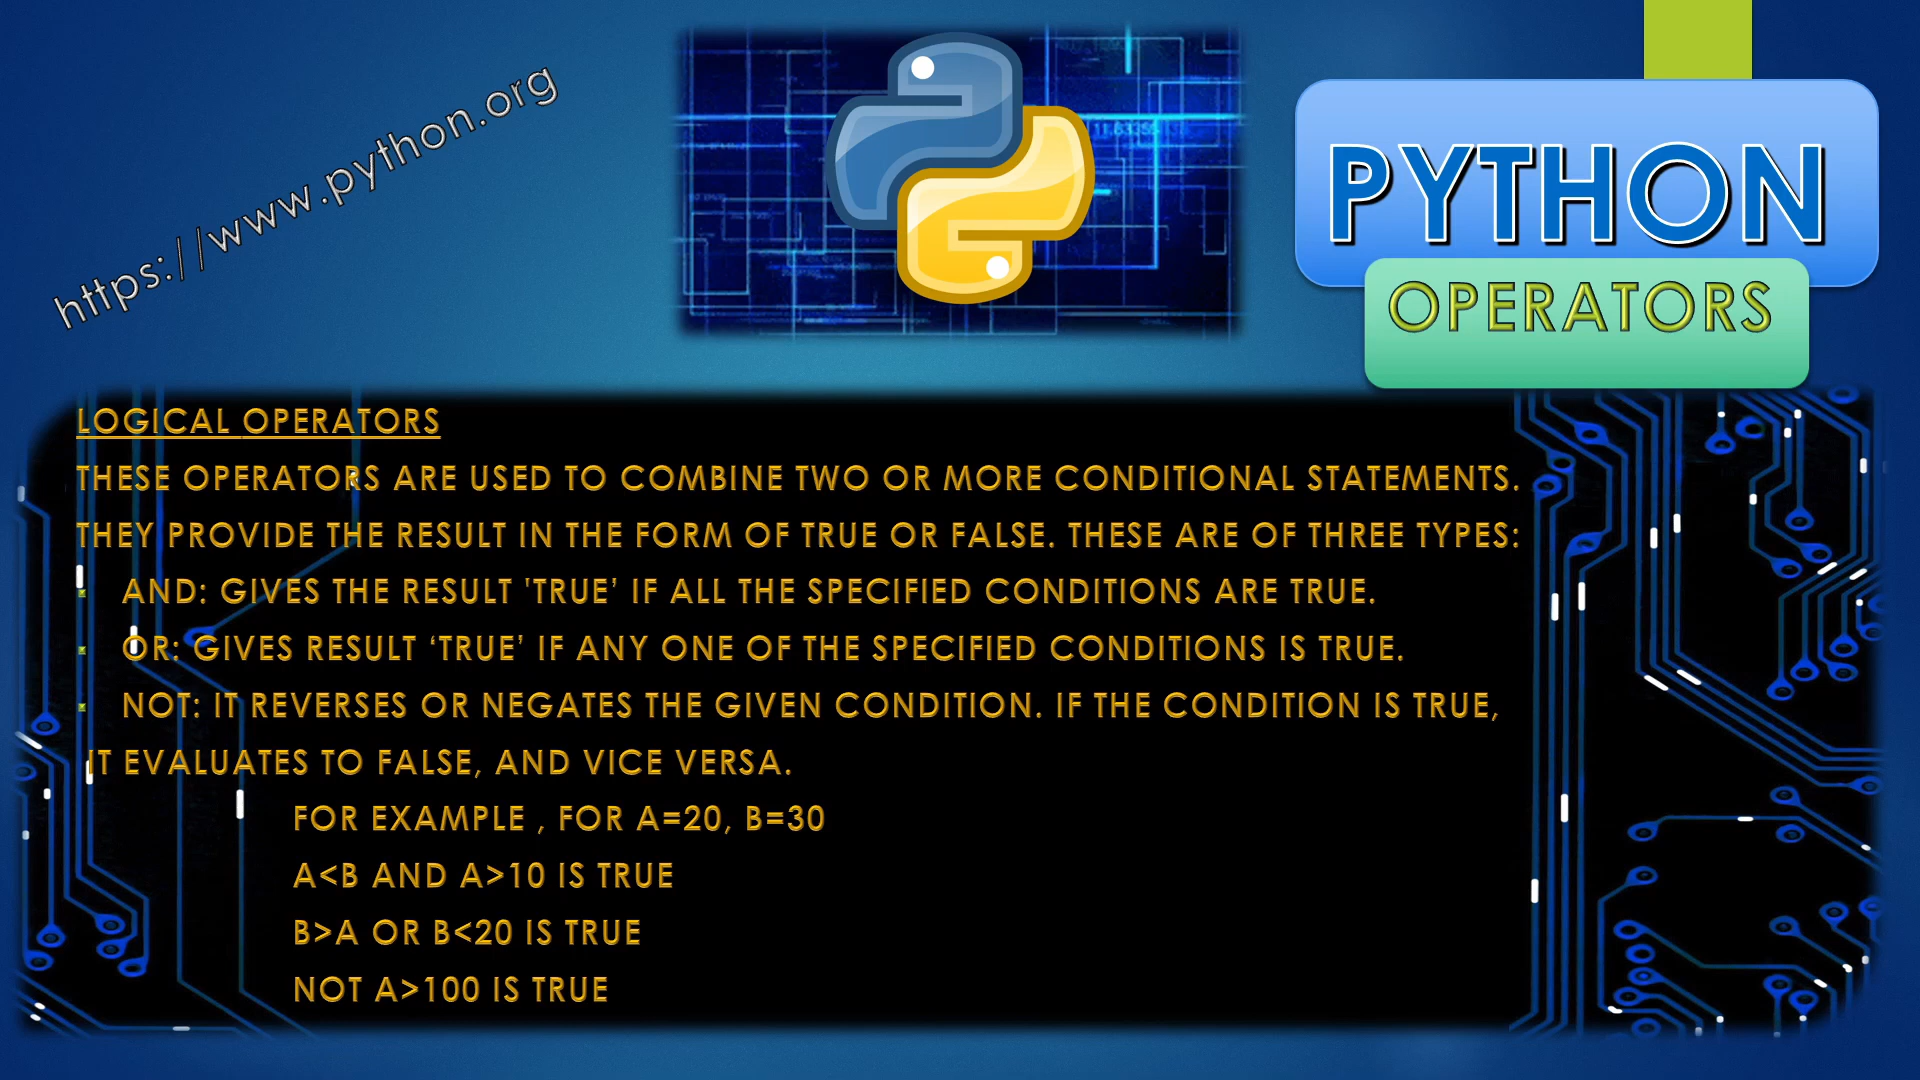 https://www.python.org
PYTHON
OPERATORS
LOGICAL OPERATORS
THESE OPERATORS ARE USED TO COMBINE TWO OR MORE CONDITIONAL STATEMENTS.
THEY PROVIDE THE RESULT IN THE FORM OF TRUE OR FALSE. THESE ARE OF THREE TYPES:
AND: GIVES THE RESULT 'TRUE’ IF ALL THE SPECIFIED CONDITIONS ARE TRUE.
OR: GIVES RESULT ‘TRUE’ IF ANY ONE OF THE SPECIFIED CONDITIONS IS TRUE.
NOT: IT REVERSES OR NEGATES THE GIVEN CONDITION. IF THE CONDITION IS TRUE,
IT EVALUATES TO FALSE, AND VICE VERSA.
FOR EXAMPLE , FOR A=20, B=30
A<B AND A>10 IS TRUE
B>A OR B<20 IS TRUE
NOT A>100 IS TRUE